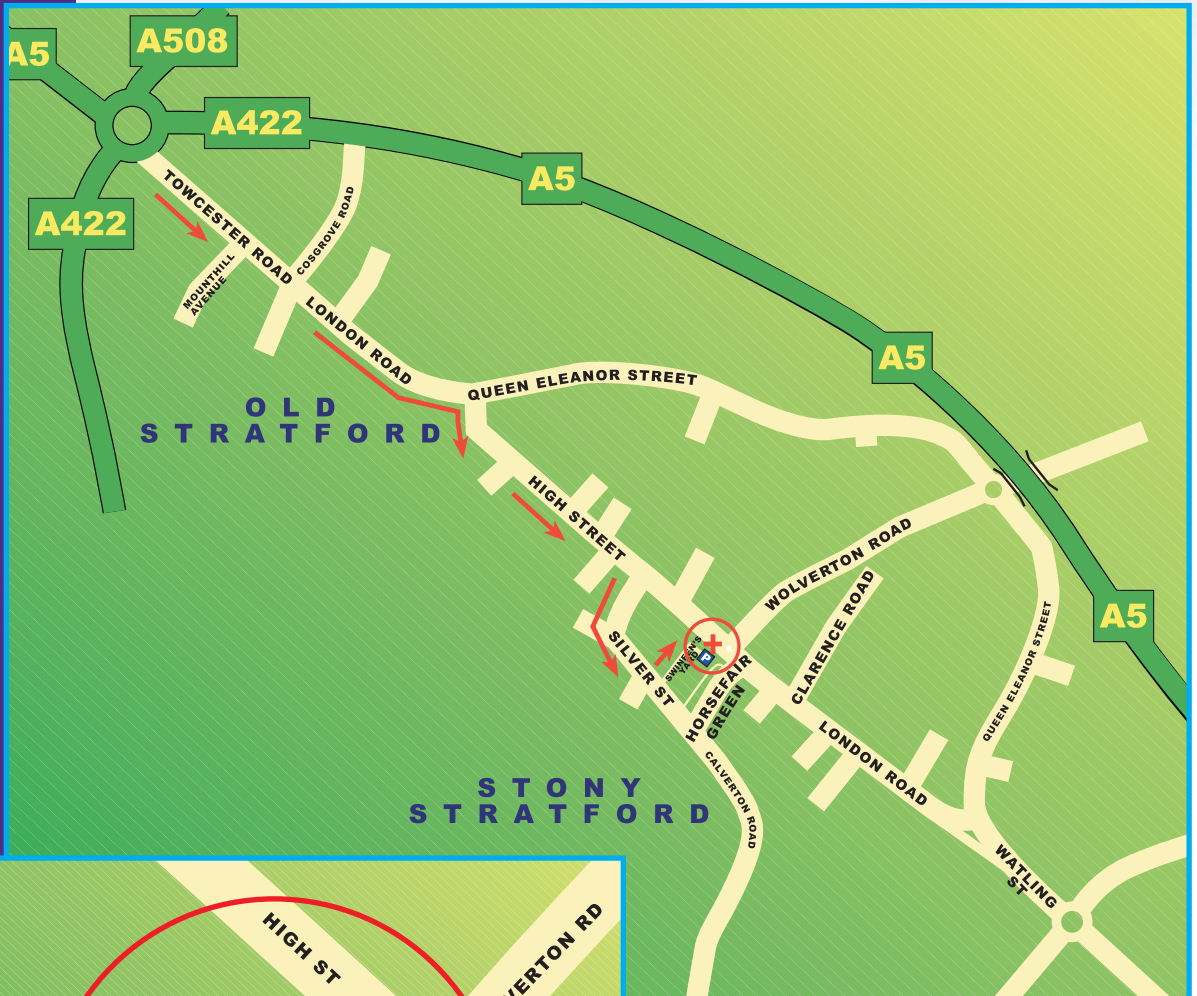 A5
A508
A422
A5
A422
TOWCESTER ROAD
COSGROVE ROAD
MOUNTHILL
AVENUE
LONDON ROAD
A5
QUEEN ELEANOR STREET
OLD
STRATFORD
HIGH STREET
WOLVERTON ROAD
CLARENCE ROAD
A5
QUEEN ELEANOR STREET
SILVER ST
YARD
P
HORSEFAIR
GREEN
LONDON ROAD
CALVERTON ROAD
STONY
STRATFORD
WATLING
ST
HIGH ST
VERTON RD